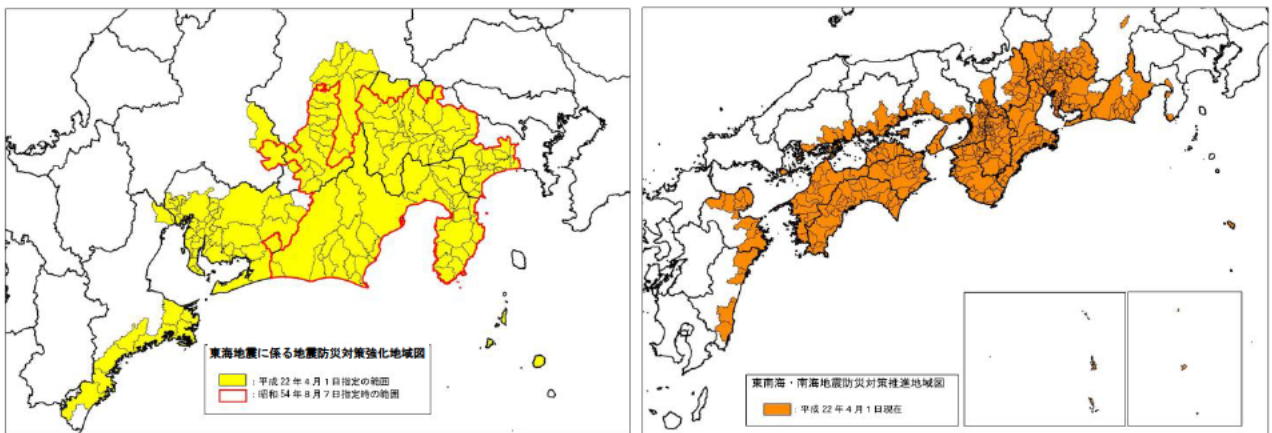 東海地震に係る地震防災対策強化地域図
：平成22年4月1日指定の範囲
：昭和54年8月7日指定時の範囲
東南海・南海地震防災対策推進地域図
：平成22年4月1日現在